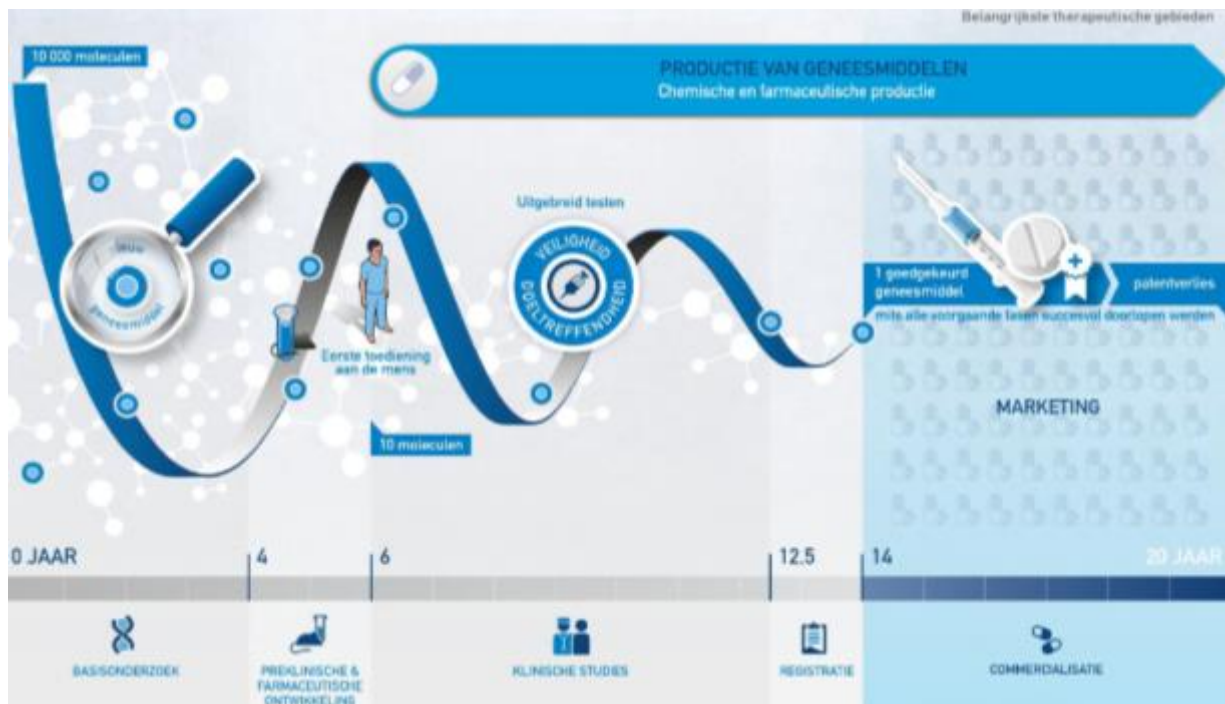 Belangrijkste therapeutische gebieden
10 000 moleculen
PRODUCTIE VAN GENEESMIDDELEN
Chemische en farmaceutische productie
Uitgebreid testen
nieuw
geneesmiddel
VEILIGHEID
DOELTREFFENDHEID
1 goedgekeurd
geneesmiddel
patentverlies
mits alle voorgaande fasen succesvol doorlopen werden
Eerste toediening
aan de mens
MARKETING
10 moleculen
0 JAAR
4
6
12.5
14
20 JAAR
BASISONDERZOEK
PREKLINISCHE &
FARMACEUTISCHE
ONTWIKKELING
KLINISCHE STUDIES
REGISTRATIE
COMMERCIALISATIE